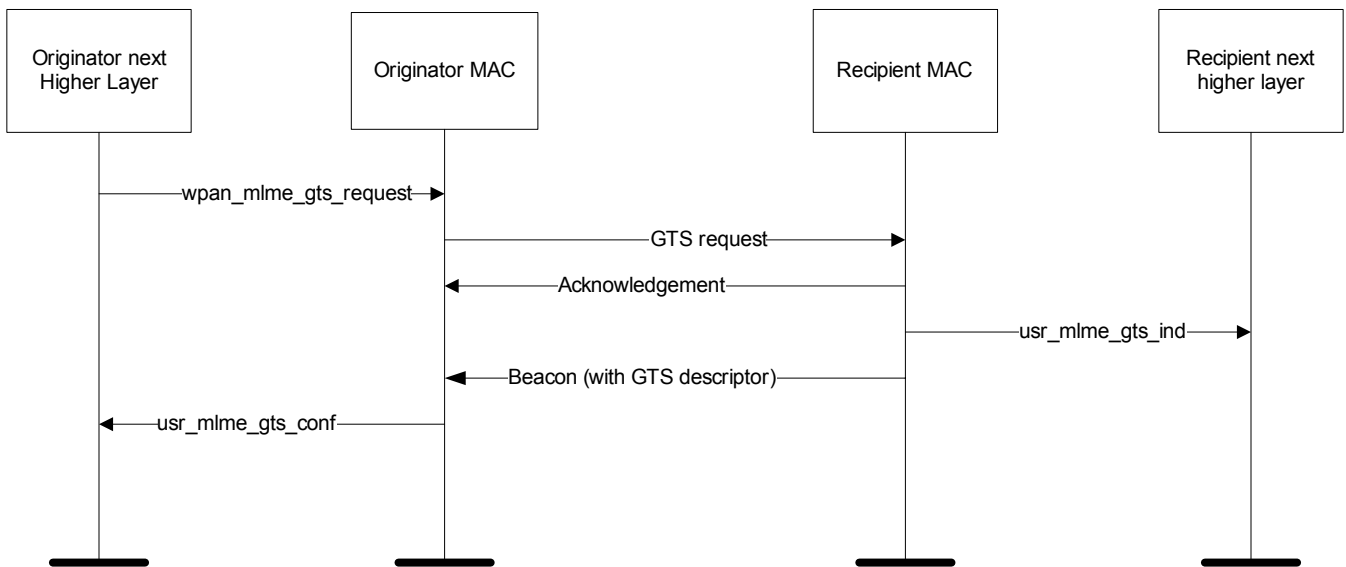 Originator next
Higher Layer
Originator MAC
Recipient MAC
Recipient next
higher layer
wpan_mlme_gts_request
GTS request
Acknowledgement
usr_mlme_gts_ind
Beacon (with GTS descriptor)
usr_mlme_gts_conf